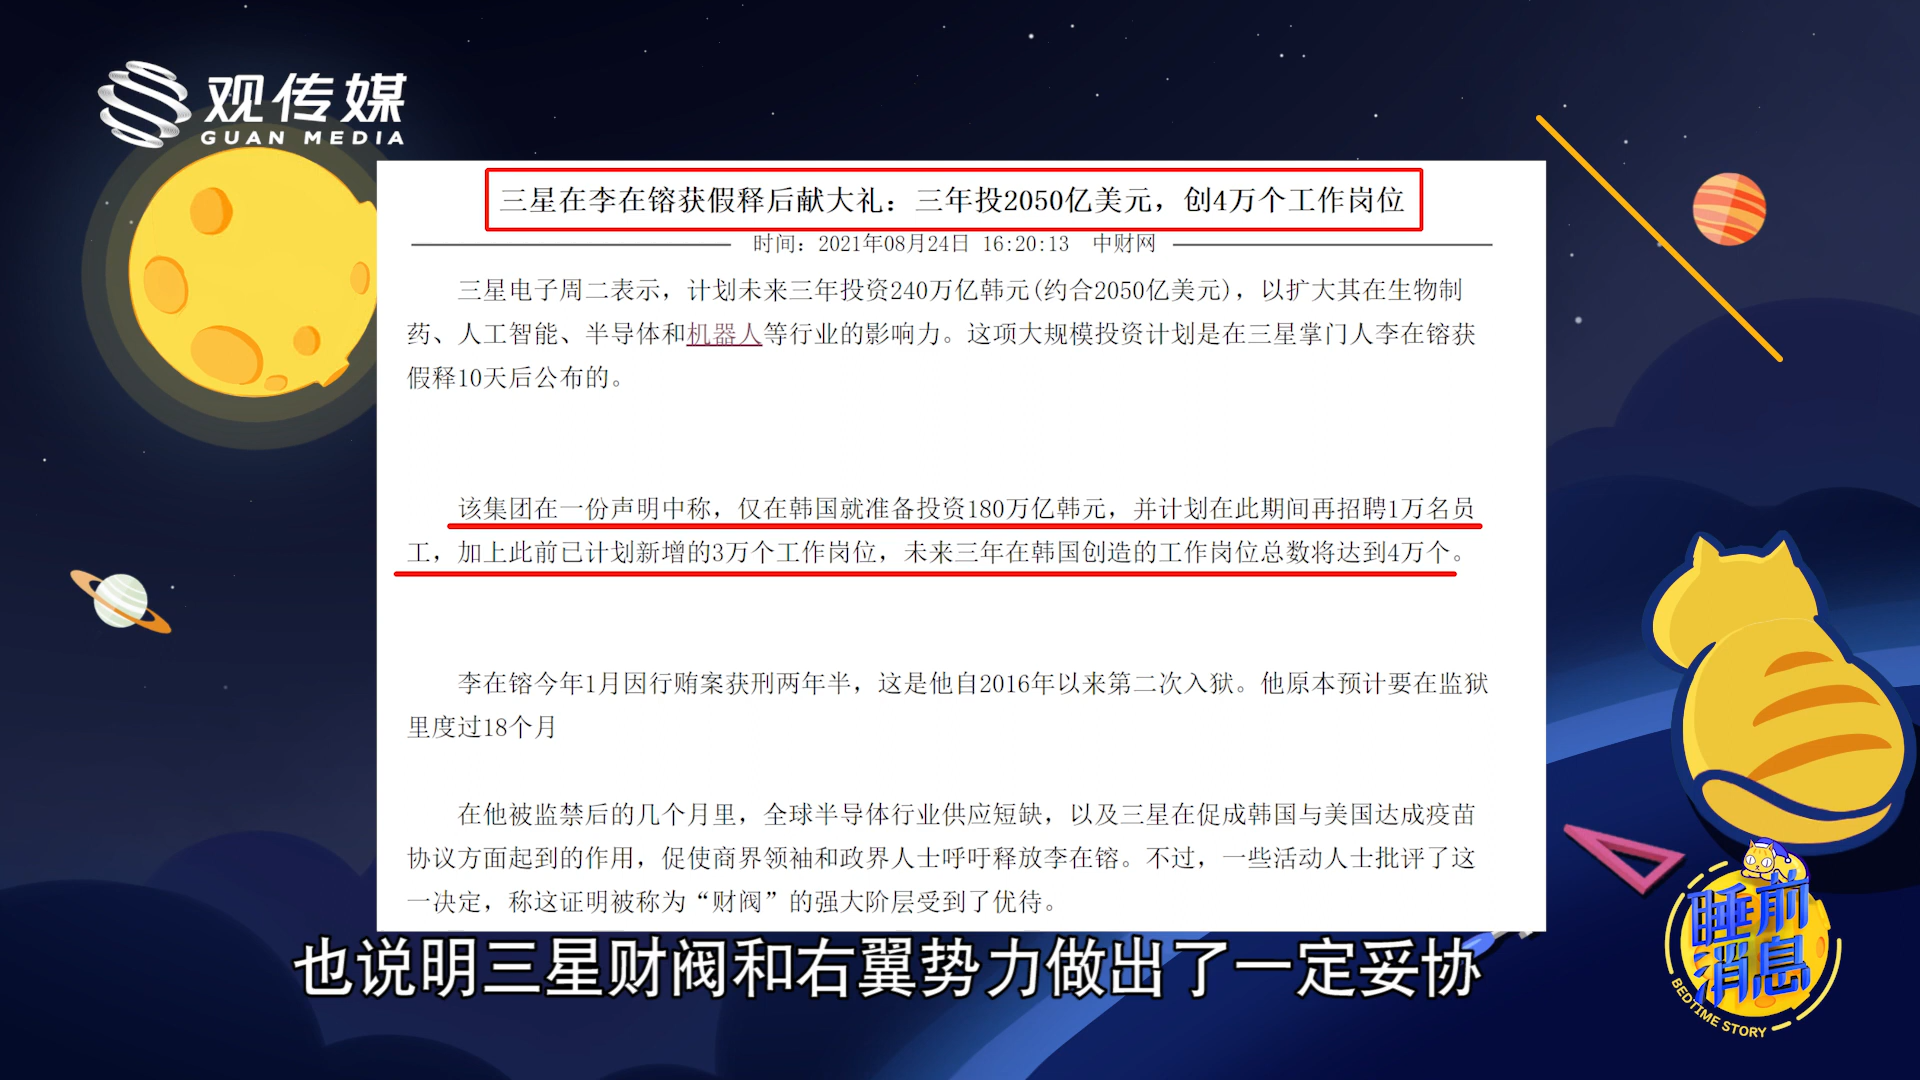 观传媒
GUAN MEDIA
三星在李在镕获假释后献大礼：三年投2050亿美元，创4万个工作岗位
时间：2021年08月24日 16:20:13 中财网
三星电子周二表示，计划未来三年投资240万亿韩元(约合2050亿美元)，以扩大其在生物制
药、人工智能、半导体和机器人等行业的影响力。这项大规模投资计划是在三星掌门人李在镕获
假释10天后公布的。
该集团在一份声明中称，仅在韩国就准备投资180万亿韩元，并计划在此期间再招聘1万名员
工，加上此前已计划新增的3万个工作岗位，未来三年在韩国创造的工作岗位总数将达到4万个。
李在镕今年1月因行贿案获刑两年半，这是他自2016年以来第二次入狱。他原本预计要在监狱
里度过18个月
在他被监禁后的几个月里，全球半导体行业供应短缺，以及三星在促成韩国与美国达成疫苗
协议方面起到的作用，促使商界领袖和政界人士呼吁释放李在镕。不过，一些活动人士批评了这
一决定，称这证明被称为“财阀”的强大阶层受到了优待。
也说明三星财阀和右翼势力做出了一定妥协
睡前
消息
BEDTIME STORY